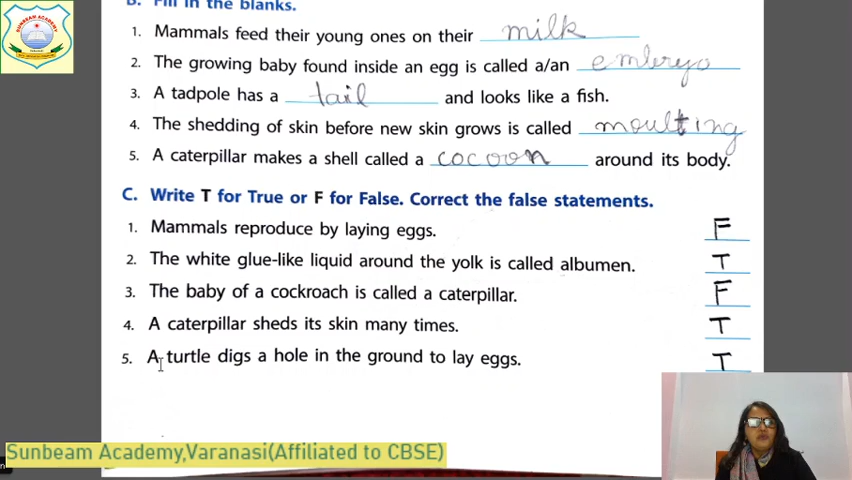 B. Fill in the blanks.
SUNBEAM ACADEMY
1. Mammals feed their young ones on their milk
2. The growing baby found inside an egg is called a/an embryo
3. A tadpole has a tail and looks like a fish.
4. The shedding of skin before new skin grows is called moulting
5. A caterpillar makes a shell called a cocoon around its body.
C. Write T for True or F for False. Correct the false statements.
1. Mammals reproduce by laying eggs. F
2. The white glue-like liquid around the yolk is called albumen. T
3. The baby of a cockroach is called a caterpillar. F
4. A caterpillar sheds its skin many times. T
5. A turtle digs a hole in the ground to lay eggs. T
Sunbeam Academy,Varanasi(Affiliated to CBSE)